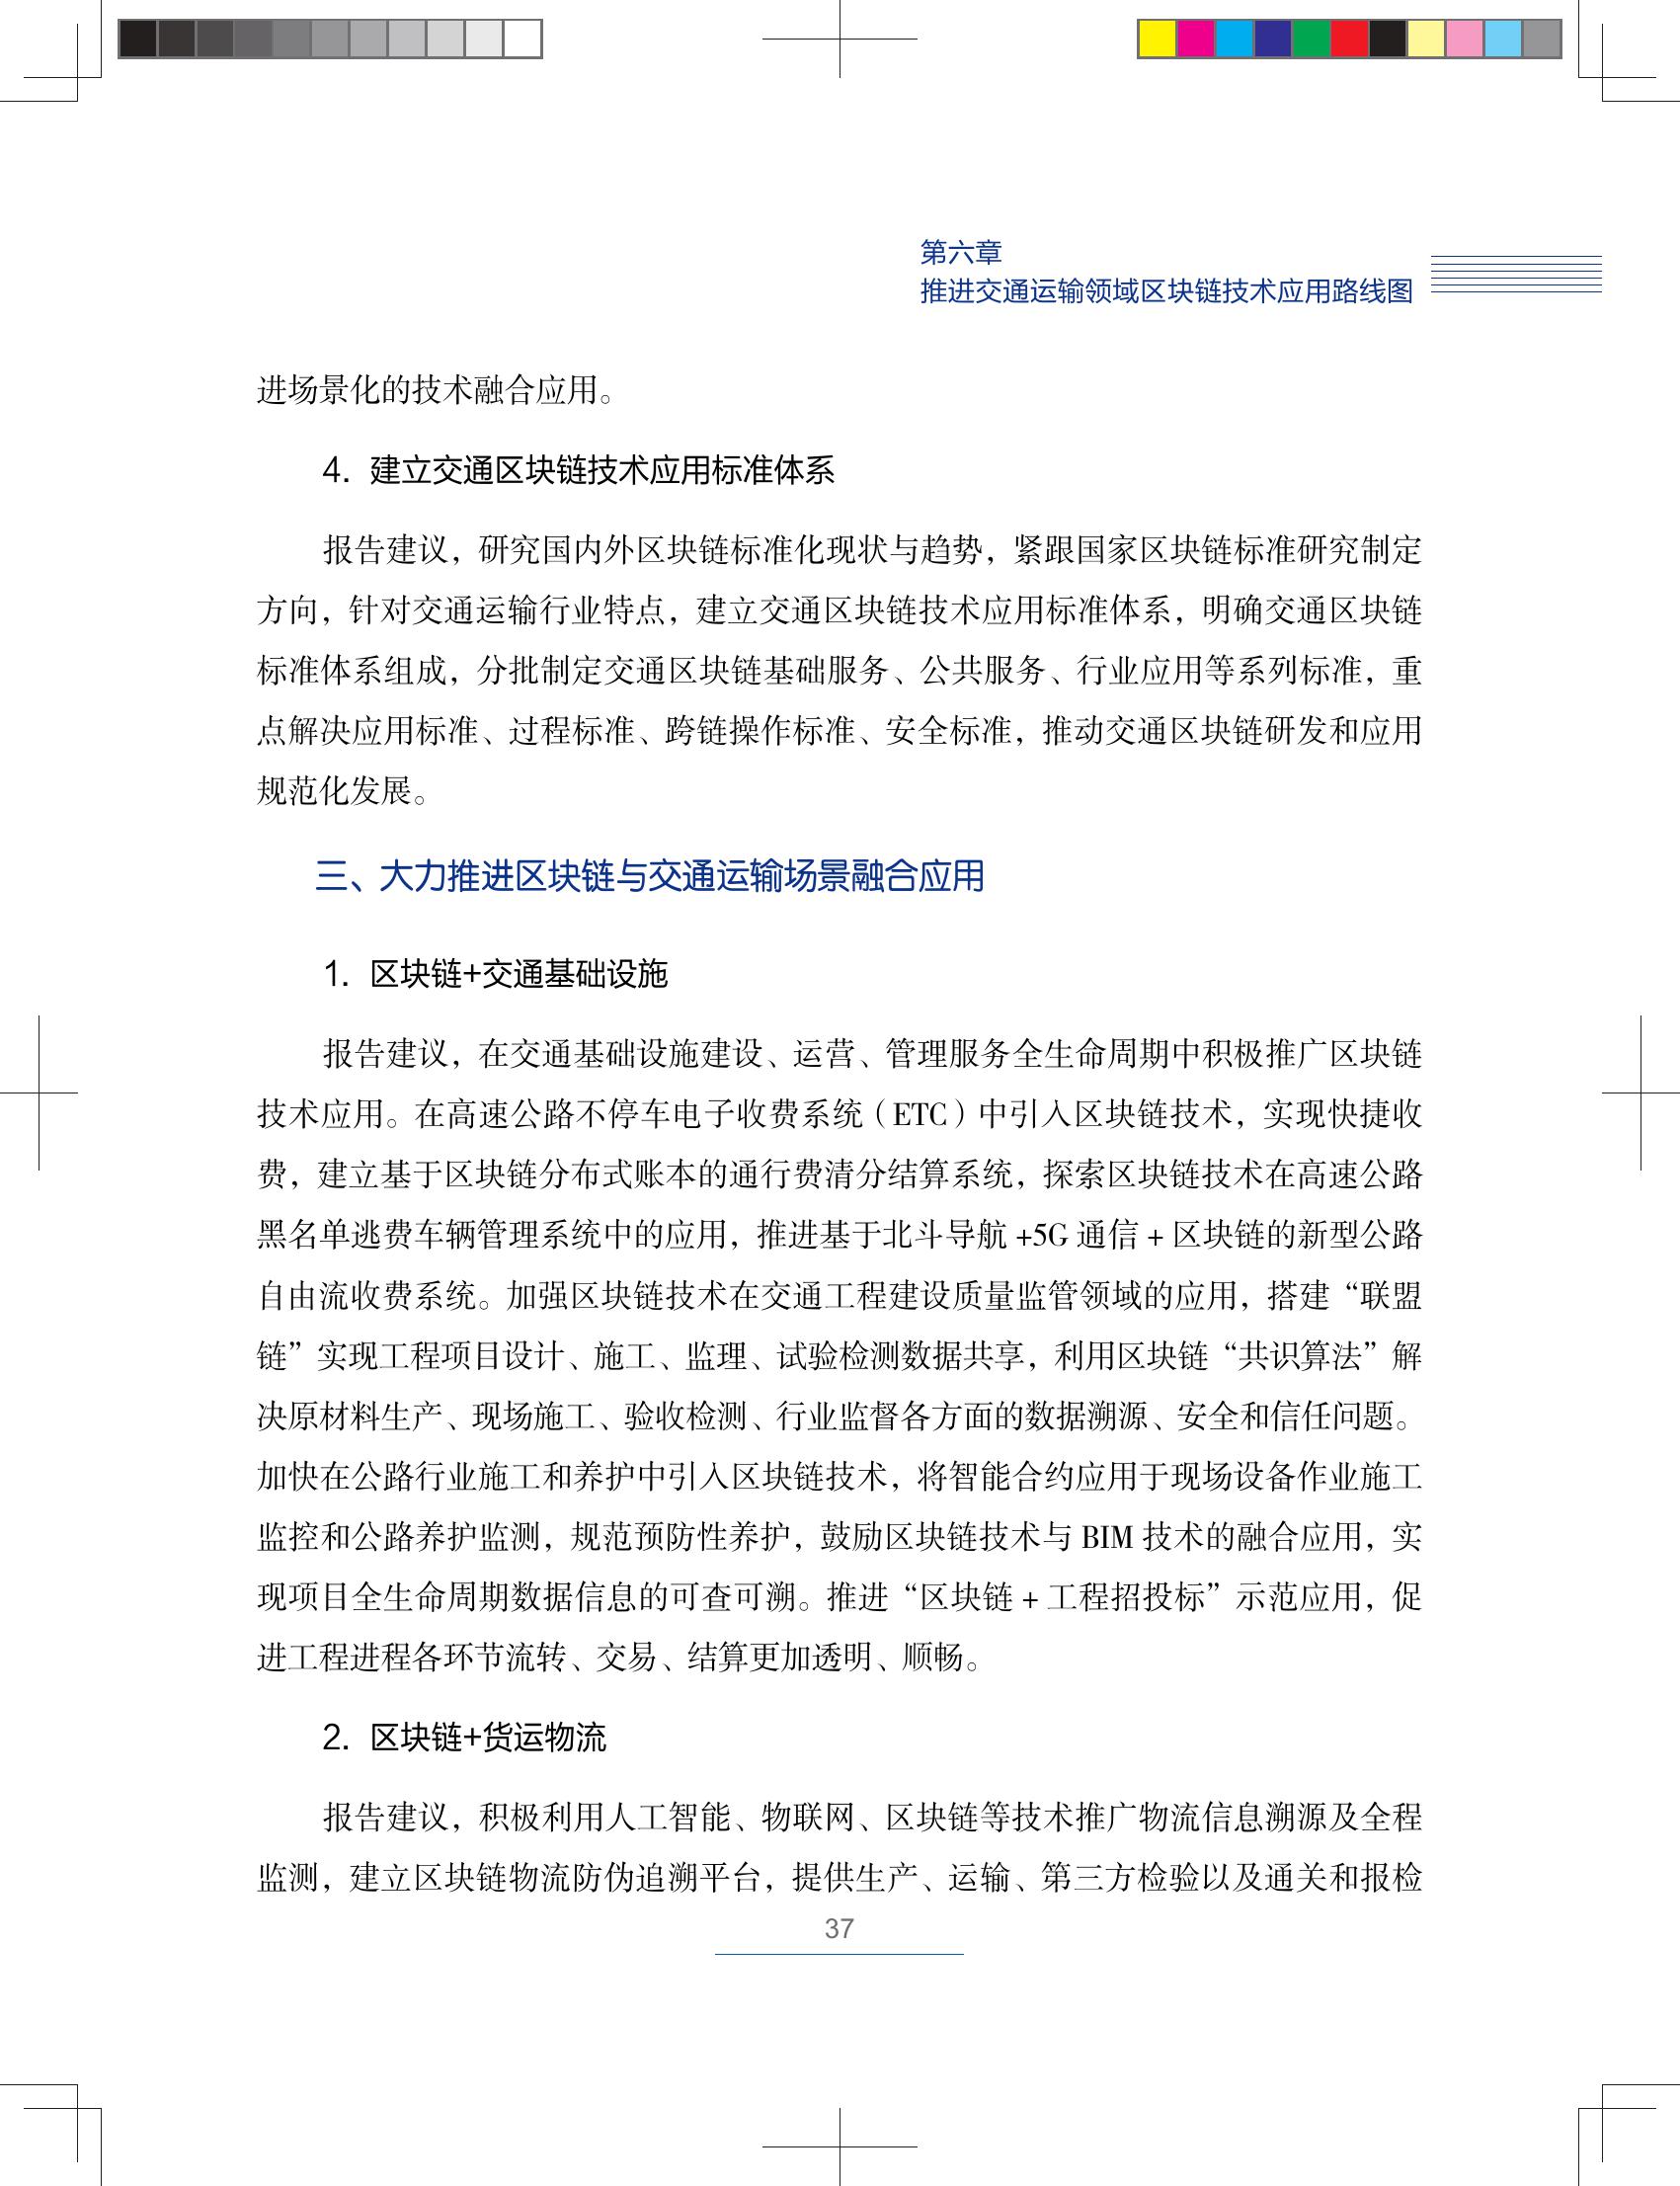 第六章
推进交通运输领域区块链技术应用路线图
进场景化的技术融合应用。
4. 建立交通区块链技术应用标准体系
报告建议，研究国内外区块链标准化现状与趋势，紧跟国家区块链标准研究制定
方向，针对交通运输行业特点，建立交通区块链技术应用标准体系，明确交通区块链
标准体系组成，分批制定交通区块链基础服务、公共服务、行业应用等系列标准，重
点解决应用标准、过程标准、跨链操作标准、安全标准，推动交通区块链研发和应用
规范化发展。
三、大力推进区块链与交通运输场景融合应用
1. 区块链+交通基础设施
报告建议，在交通基础设施建设、运营、管理服务全生命周期中积极推广区块链
技术应用。在高速公路不停车电子收费系统（ETC）中引入区块链技术，实现快捷收
费，建立基于区块链分布式账本的通行费清分结算系统，探索区块链技术在高速公路
黑名单逃费车辆管理系统中的应用，推进基于北斗导航 +5G 通信 + 区块链的新型公路
自由流收费系统。加强区块链技术在交通工程建设质量监管领域的应用，搭建“联盟
链”实现工程项目设计、施工、监理、试验检测数据共享，利用区块链“共识算法”解
决原材料生产、现场施工、验收检测、行业监督各方面的数据溯源、安全和信任问题。
加快在公路行业施工和养护中引入区块链技术，将智能合约应用于现场设备作业施工
监控和公路养护监测，规范预防性养护，鼓励区块链技术与 BIM 技术的融合应用，实
现项目全生命周期数据信息的可查可溯。推进“区块链 + 工程招投标”示范应用，促
进工程进程各环节流转、交易、结算更加透明、顺畅。
2. 区块链+货运物流
报告建议，积极利用人工智能、物联网、区块链等技术推广物流信息溯源及全程
监测，建立区块链物流防伪追溯平台，提供生产、运输、第三方检验以及通关和报检
37